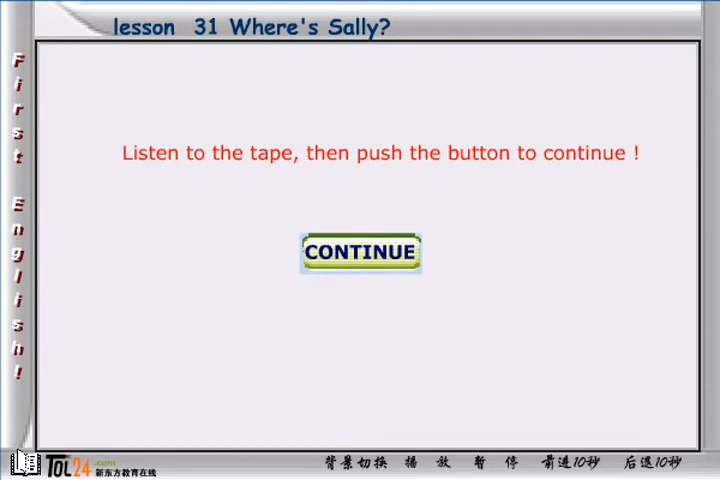 lesson 31 Where's Sally?
First English!
Listen to the tape, then push the button to continue !
CONTINUE
TOL24.com
新东方教育在线
背景切换 播 放 暂 停 前进10秒 后退10秒